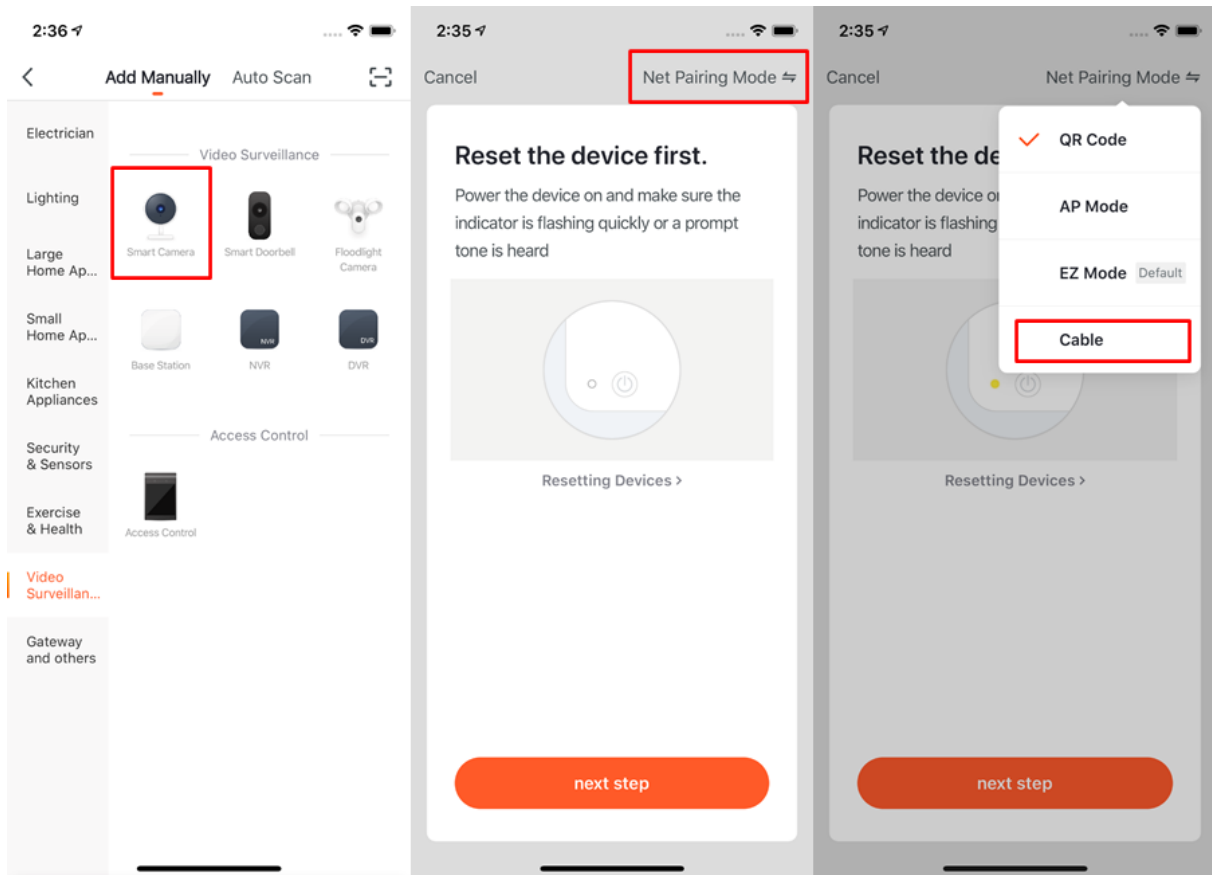 2:36
Add Manually Auto Scan
Electrician
Lighting
Large
Home Ap...
Small
Home Ap...
Kitchen
Appliances
Security
& Sensors
Exercise
& Health
Video
Surveillan...
Gateway
and others
Video Surveillance
Smart Camera
Smart Doorbell
Floodlight
Camera
Base Station
NVR
NVR
DVR
DVR
Access Control
Access Control
2:35
Cancel
Net Pairing Mode
Reset the device first.
Power the device on and make sure the
indicator is flashing quickly or a prompt
tone is heard
Resetting Devices >
next step
2:35
Cancel
Net Pairing Mode
QR Code
AP Mode
EZ Mode Default
Cable
Reset the de
Power the device o
indicator is flashing
tone is heard
Resetting Devices >
next step